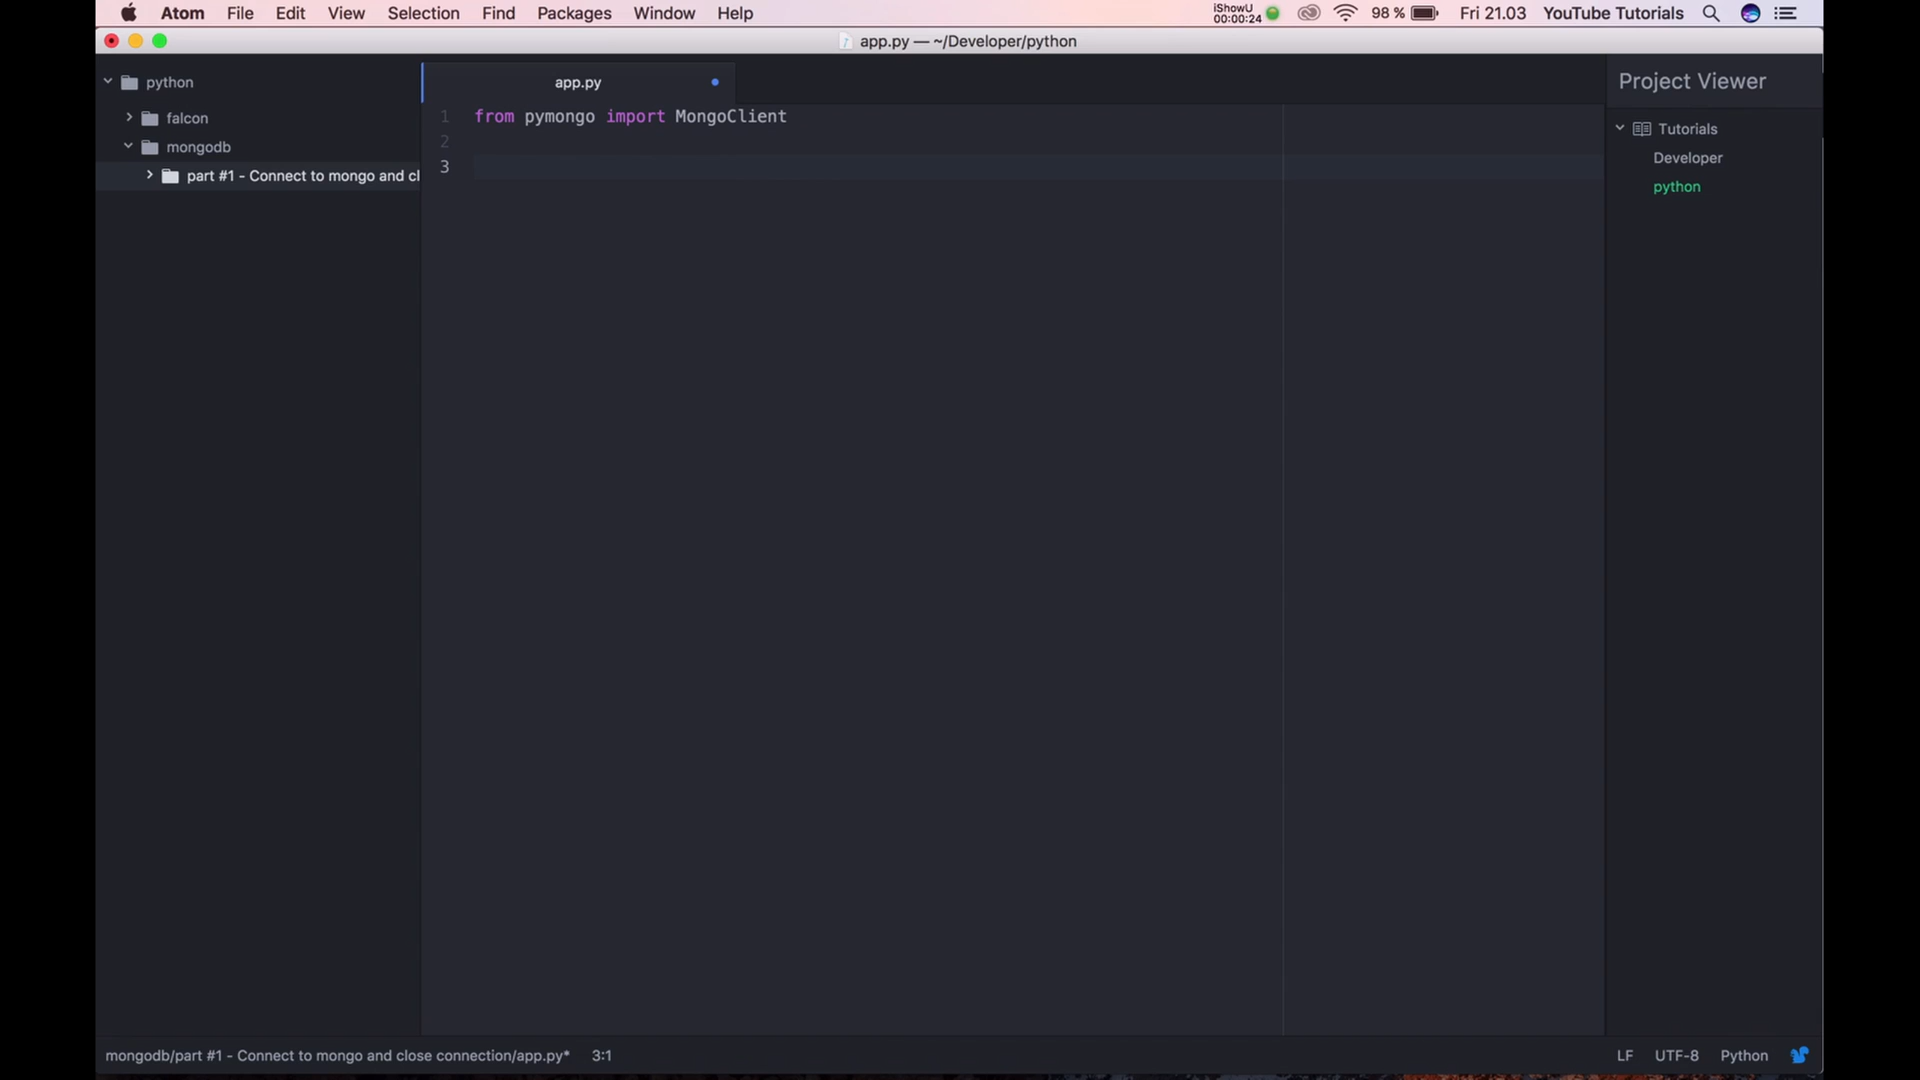 Atom File Edit View Selection Find Packages Window Help iShowU 00:00:24 98 % Fri 21.03 YouTube Tutorials
app.py — ~/Developer/python
python
falcon
mongodb
part #1 - Connect to mongo and cl
app.py
1 from pymongo import MongoClient
2
3
Project Viewer
Tutorials
Developer
python
mongodb/part #1 - Connect to mongo and close connection/app.py* 3:1 LF UTF-8 Python